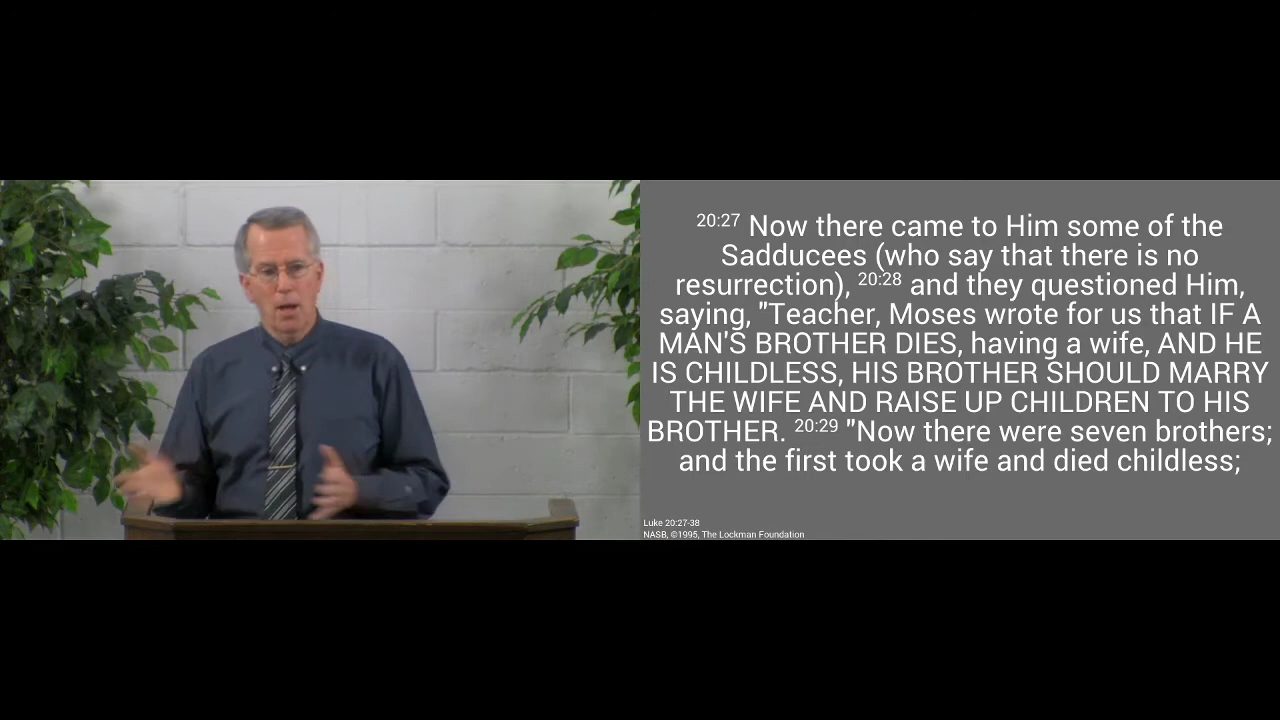 20:27 Now there came to Him some of the
Sadducees (who say that there is no
resurrection), 20:28 and they questioned Him,
saying, "Teacher, Moses wrote for us that IF A
MAN'S BROTHER DIES, having a wife, AND HE
IS CHILDLESS, HIS BROTHER SHOULD MARRY
THE WIFE AND RAISE UP CHILDREN TO HIS
BROTHER. 20:29 "Now there were seven brothers;
and the first took a wife and died childless;
Luke 20:27-38
NASB, ©1995, The Lockman Foundation